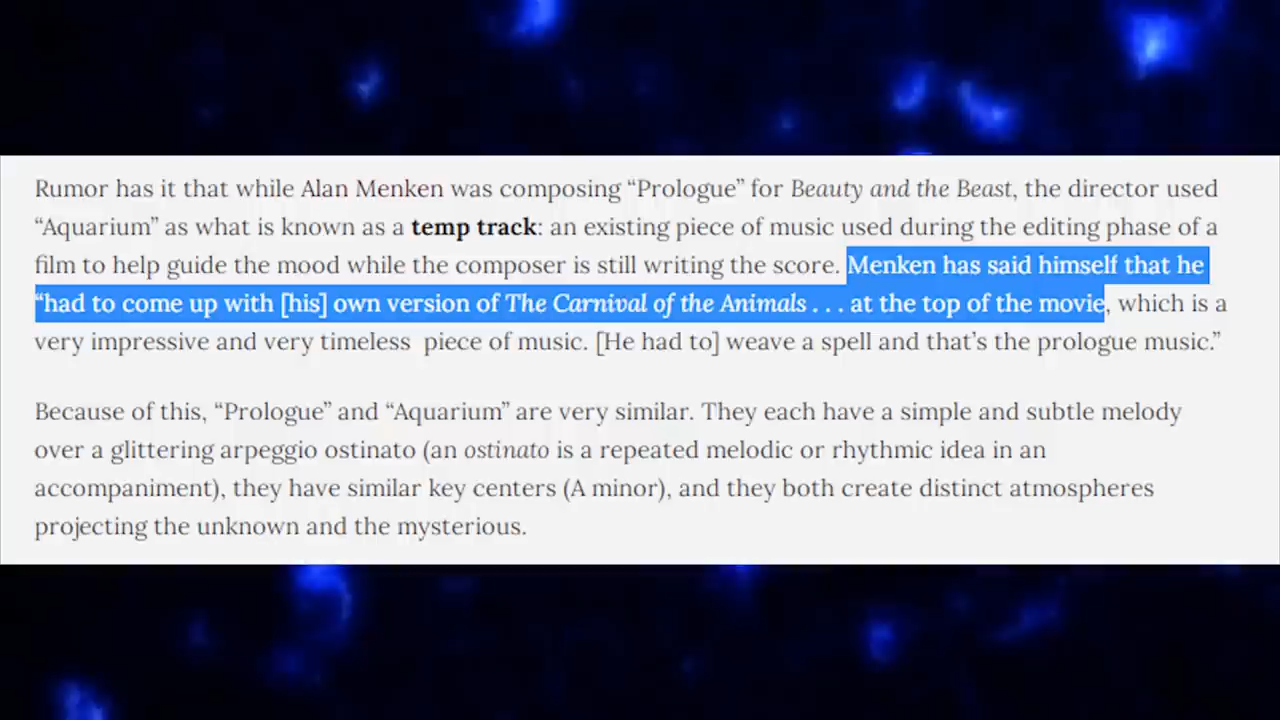 Rumor has it that while Alan Menken was composing “Prologue” for Beauty and the Beast, the director used
“Aquarium” as what is known as a temp track: an existing piece of music used during the editing phase of a
film to help guide the mood while the composer is still writing the score. Menken has said himself that he
“had to come up with [his] own version of The Carnival of the Animals . . . at the top of the movie, which is a
very impressive and very timeless  piece of music. [He had to] weave a spell and that’s the prologue music.”
Because of this, “Prologue” and “Aquarium” are very similar. They each have a simple and subtle melody
over a glittering arpeggio ostinato (an ostinato is a repeated melodic or rhythmic idea in an
accompaniment), they have similar key centers (A minor), and they both create distinct atmospheres
projecting the unknown and the mysterious.